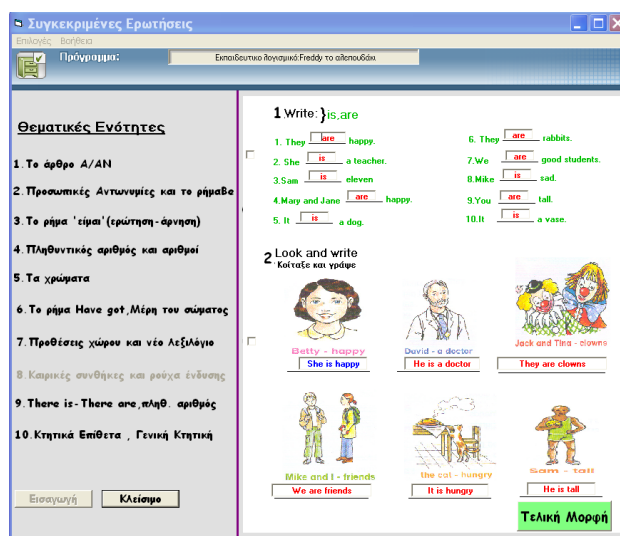 Συγκεκριμένες Ερωτήσεις
Επιλογές Βοήθεια
Πρόγραμμα: Εκπαιδευτικο λογισμικό:Freddy το αλεπουδάκι
Θεματικές Ενότητες
1.Το άρθρο A/AN
2.Προσωπικές Αντωνυμίες και το ρήμαBe
3.Το ρήμα 'είμαι'(ερώτηση-άρνηση)
4.Πληθυντικός αριθμός και αριθμοί
5.Τα χρώματα
6.Το ρήμα Have got,Μέρη του σώματος
7.Προθέσεις χώρου και νέο λεξιλόγιο
8.Καιρικές συνθήκες και ρούχα ένδυσης
9.There is-There are,πληθ. αριθμός
10.Κτητικά Επίθετα , Γενική Κτητική
Εισαγωγή Κλείσιμο
1 Write: }is,are
1. They are happy.
2. She is a teacher.
3.Sam is eleven
4.Mary and Jane are happy.
5. It is a dog.
6. They are rabbits.
7.We are good students.
8.Mike is sad.
9.You are tall.
10.It is a vase.
2 Look and write
Κοίταξε και γράψε
Betty - happy
She is happy
David - a doctor
He is a doctor
Jack and Tina - clowns
They are clowns
Mike and I - friends
We are friends
The cat - hungry
It is hungry
Sam - tall
He is tall
Τελική Μορφή